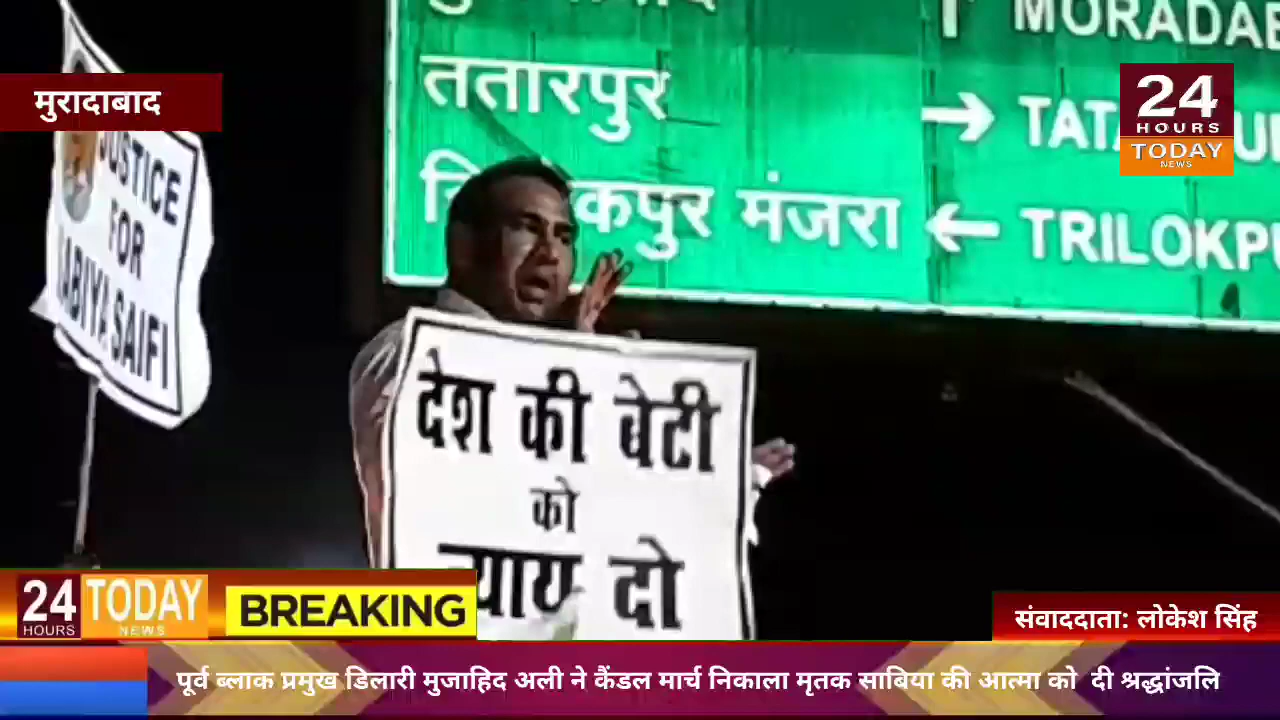 MORADAB
ततारपुर
TATA
कपुर मंजरा
TRILOKPU
मुरादाबाद
24
HOURS
TODAY
NEWS
JUSTICE
FOR
ABIYA SAIFI
देश की बेटी
को
न्याय दो
24
HOURS
TODAY
NEWS
BREAKING
संवाददाता: लोकेश सिंह
पूर्व ब्लाक प्रमुख डिलारी मुजाहिद अली ने कैंडल मार्च निकाला मृतक साबिया की आत्मा को दी श्रद्धांजलि